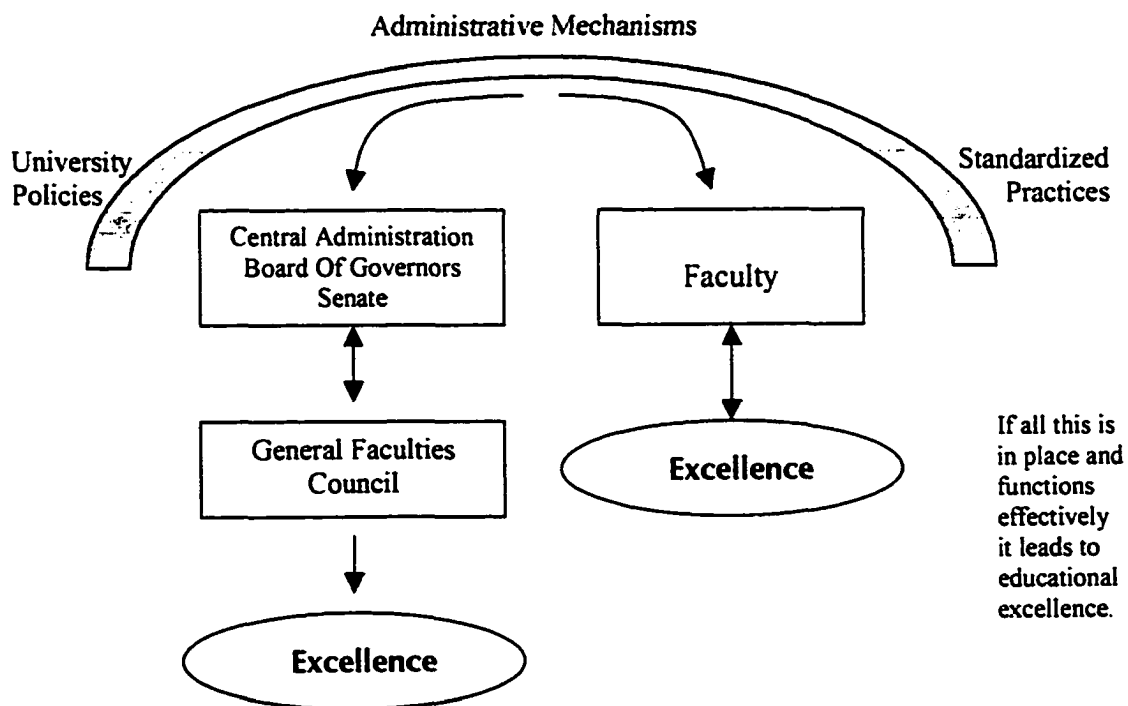 Administrative Mechanisms
University
Policies
Standardized
Practices
Central Administration
Board Of Governors
Senate
Faculty
General Faculties
Council
Excellence
If all this is
in place and
functions
effectively
it leads to
educational
excellence.
Excellence